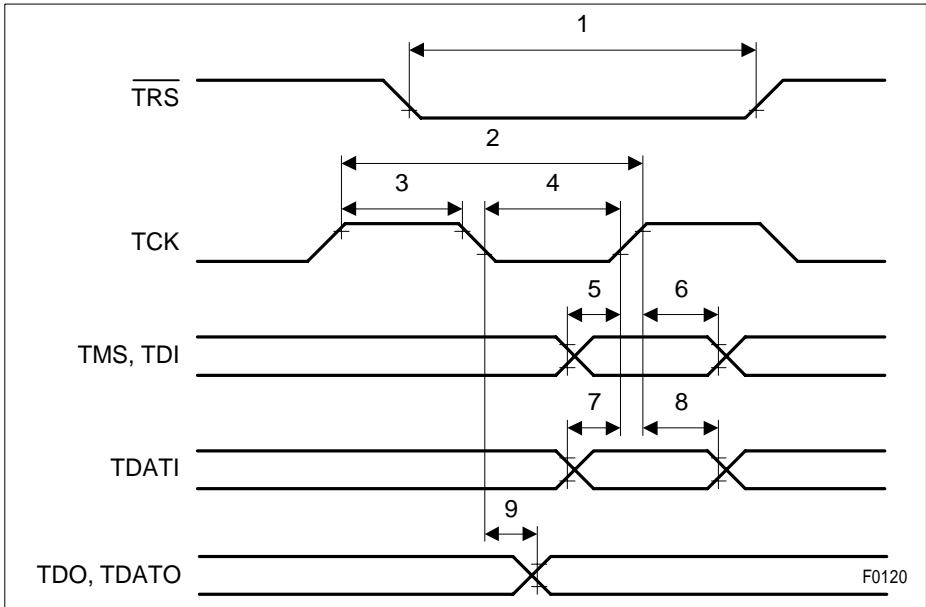 1
TRS
2
3 4
TCK
5 6
TMS, TDI
7 8
TDATI
9
TDO, TDATO
F0120